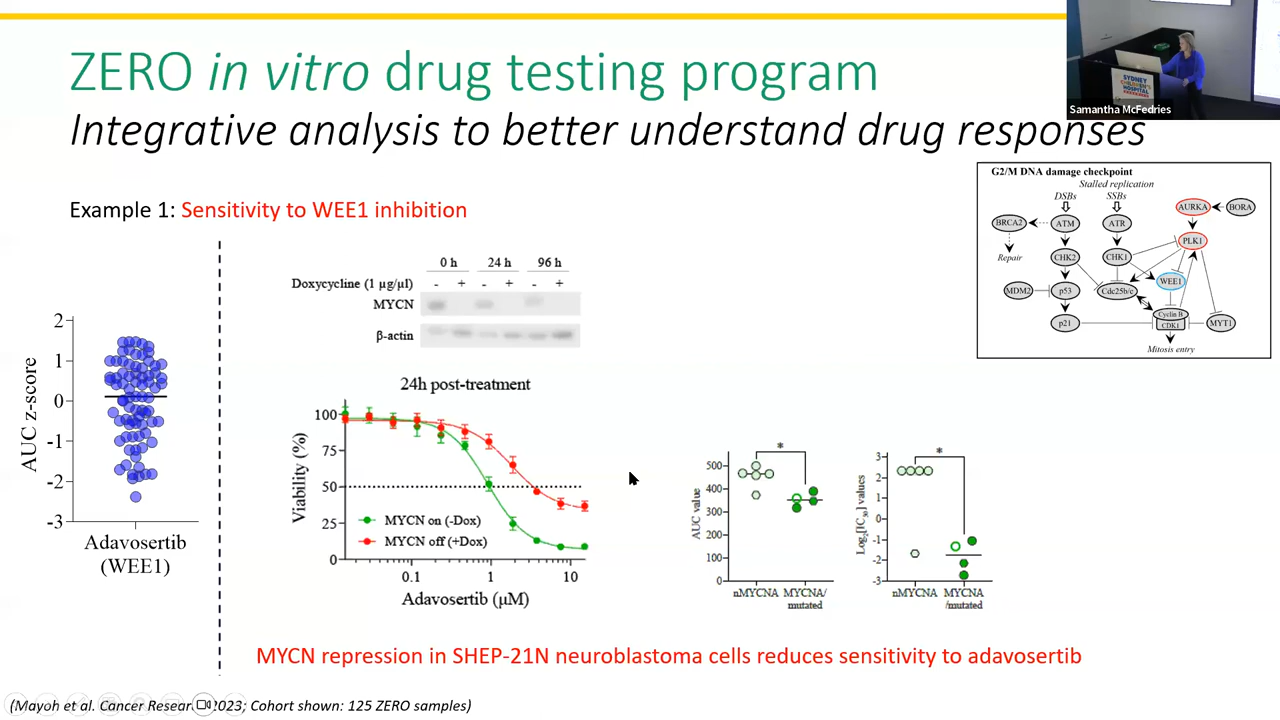 ZERO in vitro drug testing program
Integrative analysis to better understand drug responses
SYDNEY
CHILDREN'S
HOSPITAL
Samantha McFedries
Example 1: Sensitivity to WEE1 inhibition
G2/M DNA damage checkpoint
Stalled replication
DSBs
SSBs
AURKA
BORA
BRCA2
ATM
ATR
PLK1
Repair
CHK2
CHK1
WEE1
MDM2
p53
Cdc25b/c
Cyclin B
CDK1
p21
MYT1
Mitosis entry
0 h 24 h 96 h
Doxycycline (1 µg/µl) - + - + - +
MYCN
β-actin
AUC z-score
2
1
0
-1
-2
-3
Adavosertib
(WEE1)
24h post-treatment
Viability (%)
100
75
50
25
0
MYCN on (-Dox)
MYCN off (+Dox)
0.1 1 10
Adavosertib (µM)
*
AUC value
500
400
300
200
100
0
nMYCNA MYCNA/
mutated
*
Log2[IC50] values
3
2
1
0
-1
-2
-3
nMYCNA MYCNA
/mutated
MYCN repression in SHEP-21N neuroblastoma cells reduces sensitivity to adavosertib
(Mayoh et al. Cancer Resear 2023; Cohort shown: 125 ZERO samples)